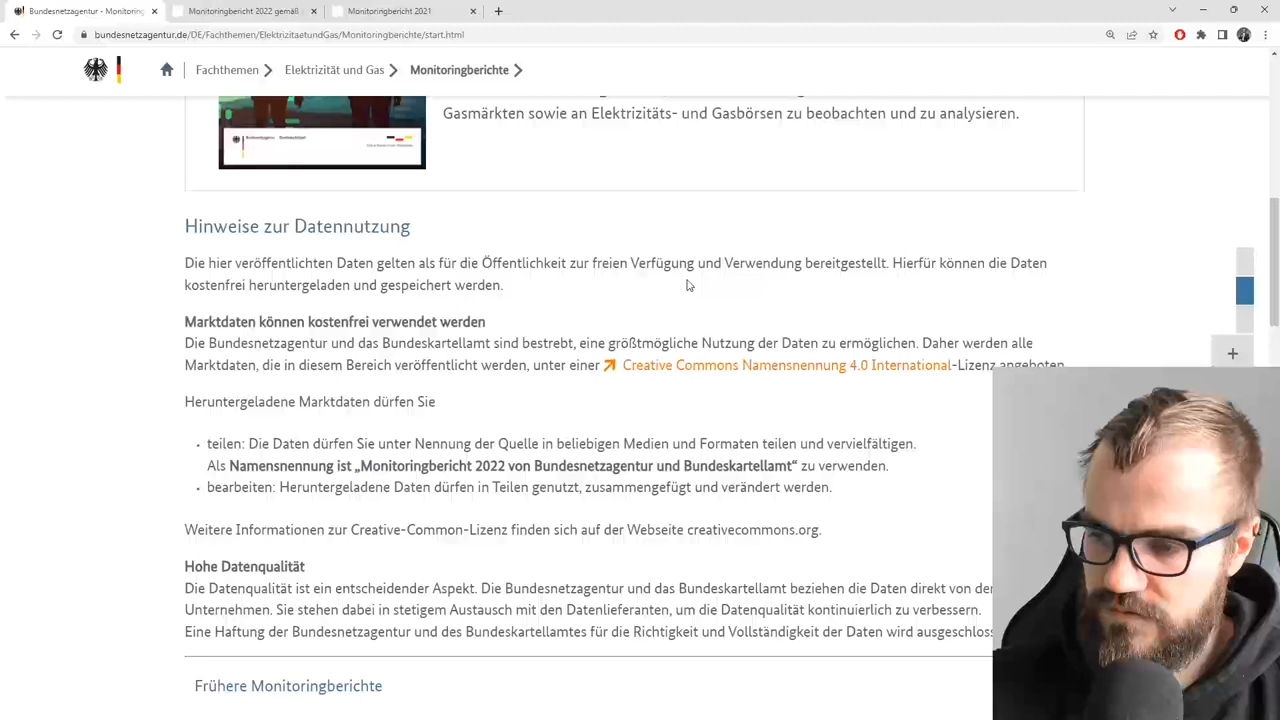 Bundesnetzagentur - Monitoring
Monitoringbericht 2022 gemäß
Monitoringbericht 2021
bundesnetzagentur.de/DE/Fachthemen/ElektrizitaetundGas/Monitoringberichte/start.html
Fachthemen
Elektrizität und Gas
Monitoringberichte
Gasmärkten sowie an Elektrizitäts- und Gasbörsen zu beobachten und zu analysieren.
Hinweise zur Datennutzung
Die hier veröffentlichten Daten gelten als für die Öffentlichkeit zur freien Verfügung und Verwendung bereitgestellt. Hierfür können die Daten
kostenfrei heruntergeladen und gespeichert werden.
Marktdaten können kostenfrei verwendet werden
Die Bundesnetzagentur und das Bundeskartellamt sind bestrebt, eine größtmögliche Nutzung der Daten zu ermöglichen. Daher werden alle
Marktdaten, die in diesem Bereich veröffentlicht werden, unter einer Creative Commons Namensnennung 4.0 International-Lizenz angeboten
Heruntergeladene Marktdaten dürfen Sie
teilen: Die Daten dürfen Sie unter Nennung der Quelle in beliebigen Medien und Formaten teilen und vervielfältigen.
Als Namensnennung ist „Monitoringbericht 2022 von Bundesnetzagentur und Bundeskartellamt“ zu verwenden.
bearbeiten: Heruntergeladene Daten dürfen in Teilen genutzt, zusammengefügt und verändert werden.
Weitere Informationen zur Creative-Common-Lizenz finden sich auf der Webseite creativecommons.org.
Hohe Datenqualität
Die Datenqualität ist ein entscheidender Aspekt. Die Bundesnetzagentur und das Bundeskartellamt beziehen die Daten direkt von der
Unternehmen. Sie stehen dabei in stetigem Austausch mit den Datenlieferanten, um die Datenqualität kontinuierlich zu verbessern.
Eine Haftung der Bundesnetzagentur und des Bundeskartellamtes für die Richtigkeit und Vollständigkeit der Daten wird ausgeschloss
Frühere Monitoringberichte